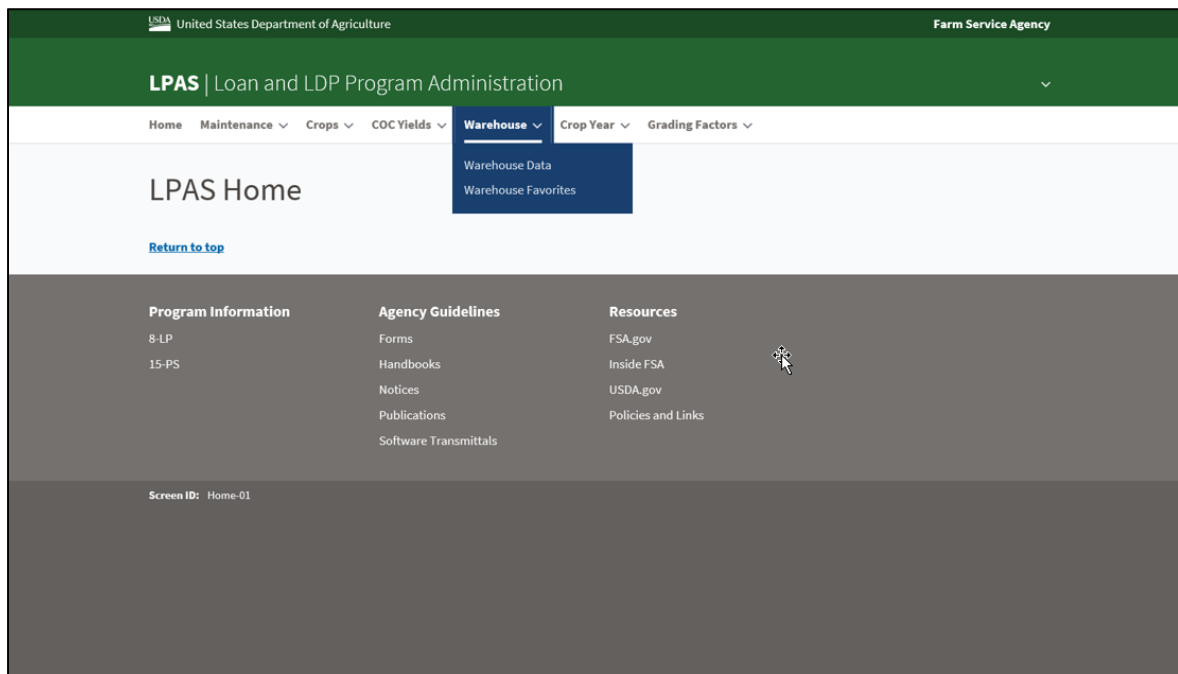 USDA United States Department of Agriculture Farm Service Agency
LPAS | Loan and LDP Program Administration
Home Maintenance Crops COC Yields Warehouse Crop Year Grading Factors
Warehouse Data
Warehouse Favorites
LPAS Home
Return to top
Program Information Agency Guidelines Resources
8-LP Forms FSA.gov
15-PS Handbooks Inside FSA
Notices USDA.gov
Publications Policies and Links
Software Transmittals
Screen ID: Home-01